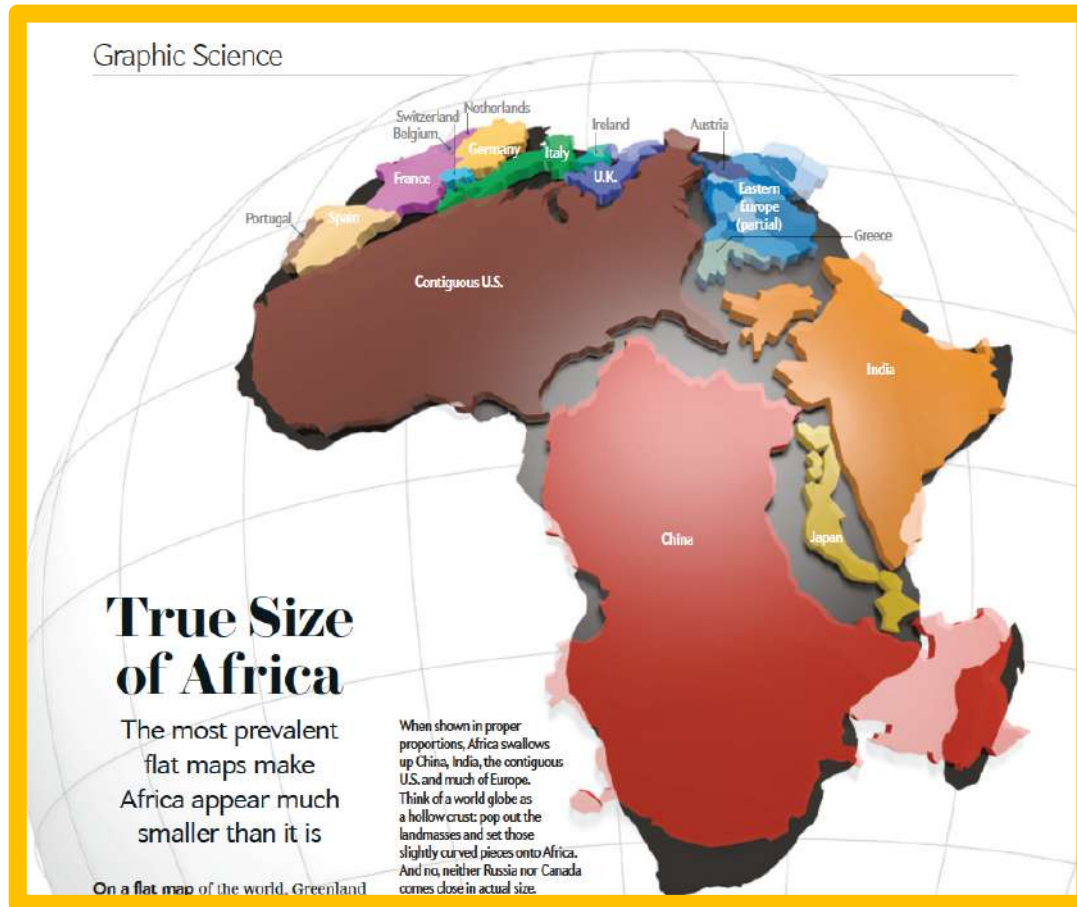 Graphic Science
Netherlands
Switzerland
Belgium
Germany
Italy
Ireland
Austria
France
U.K.
Portugal
Spain
Eastern
Europe
(partial)
Greece
Contiguous U.S.
India
China
Japan
True Size
of Africa
The most prevalent
flat maps make
Africa appear much
smaller than it is
When shown in proper
proportions, Africa swallows
up China, India, the contiguous
U.S. and much of Europe.
Think of a world globe as
a hollow crust: pop out the
landmasses and set those
slightly curved pieces onto Africa.
And no, neither Russia nor Canada
comes close in actual size.
On a flat map of the world, Greenland